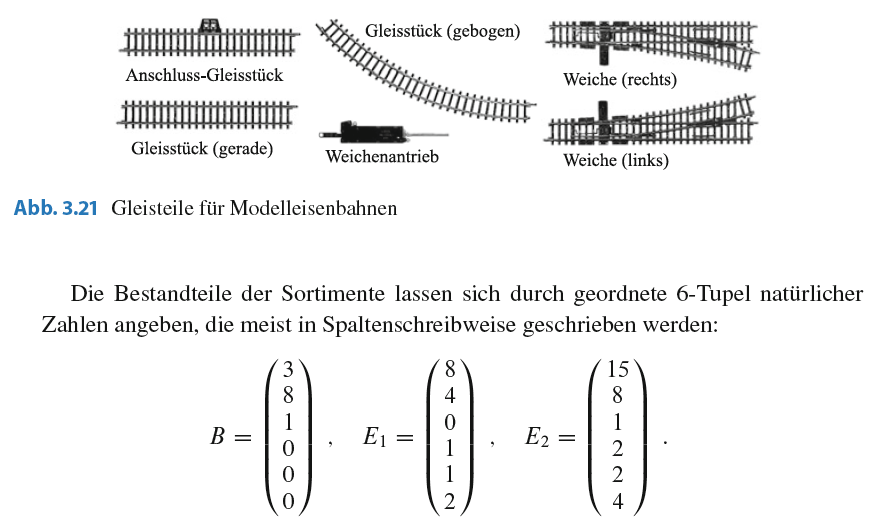 Anschluss-Gleisstück
Gleisstück (gerade)
Gleisstück (gebogen)
Weichenantrieb
Weiche (rechts)
Weiche (links)
Abb. 3.21 Gleisteile für Modelleisenbahnen
Die Bestandteile der Sortimente lassen sich durch geordnete 6-Tupel natürlicher
Zahlen angeben, die meist in Spaltenschreibweise geschrieben werden:
B = (3 8 1 0 0 0) , E1 = (8 4 0 1 1 2) , E2 = (15 8 1 2 2 4) .